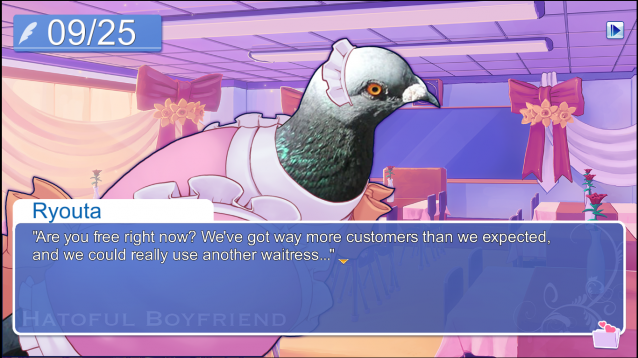 09/25
Ryouta
"Are you free right now? We've got way more customers than we expected,
and we could really use another waitress..."
HATOFUL BOYFRIEND